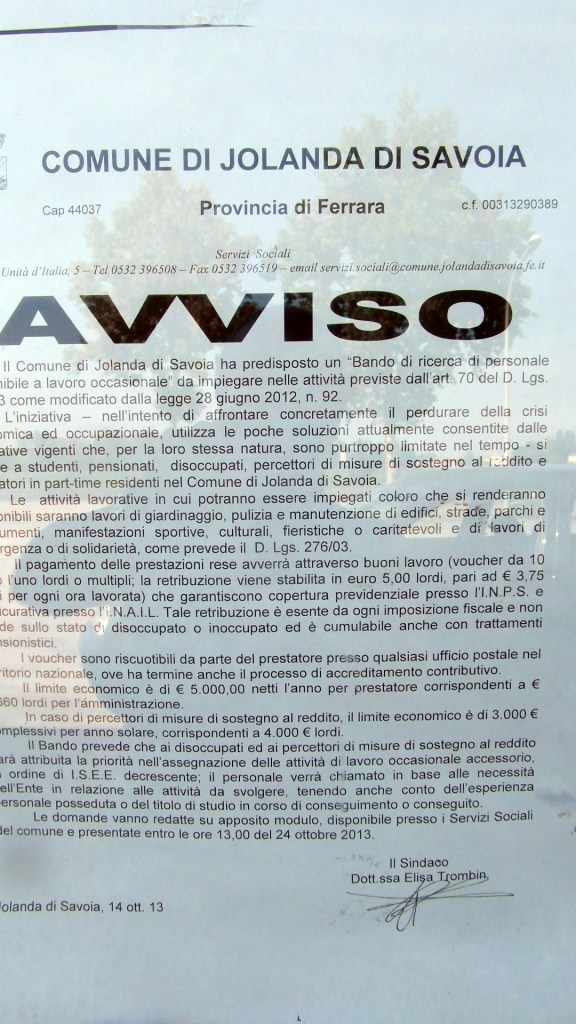 COMUNE DI JOLANDA DI SAVOIA
Cap 44037 Provincia di Ferrara c.f. 00313290389
Servizi Sociali
Unità d'Italia, 5 – Tel 0532 396508 – Fax 0532 396519 – email servizi.sociali@comune.jolandadisavoia.fe.it
AVVISO
Il Comune di Jolanda di Savoia ha predisposto un "Bando di ricerca di personale
nibile a lavoro occasionale" da impiegare nelle attività previste dall'art. 70 del D. Lgs.
3 come modificato dalla legge 28 giugno 2012, n. 92.
L'iniziativa – nell'intento di affrontare concretamente il perdurare della crisi
omica ed occupazionale, utilizza le poche soluzioni attualmente consentite dalle
ative vigenti che, per la loro stessa natura, sono purtroppo limitate nel tempo - si
e a studenti, pensionati, disoccupati, percettori di misure di sostegno al reddito e
atori in part-time residenti nel Comune di Jolanda di Savoia.
Le attività lavorative in cui potranno essere impiegati coloro che si renderanno
onibili saranno lavori di giardinaggio, pulizia e manutenzione di edifici, strade, parchi e
umenti, manifestazioni sportive, culturali, fieristiche o caritatevoli e di lavori di
rgenza o di solidarietà, come prevede il D. Lgs. 276/03.
Il pagamento delle prestazioni rese avverrà attraverso buoni lavoro (voucher da 10
o l'uno lordi o multipli; la retribuzione viene stabilita in euro 5,00 lordi, pari ad € 3,75
i per ogni ora lavorata) che garantiscono copertura previdenziale presso l'I.N.P.S. e
icurativa presso l'I.N.A.I.L. Tale retribuzione è esente da ogni imposizione fiscale e non
de sullo stato di disoccupato o inoccupato ed è cumulabile anche con trattamenti
nsionistici.
I voucher sono riscuotibili da parte del prestatore presso qualsiasi ufficio postale nel
ritorio nazionale, ove ha termine anche il processo di accreditamento contributivo.
Il limite economico è di € 5.000,00 netti l'anno per prestatore corrispondenti a €
660 lordi per l'amministrazione.
In caso di percettori di misure di sostegno al reddito, il limite economico è di 3.000 €
omplessivi per anno solare, corrispondenti a 4.000 € lordi.
Il Bando prevede che ai disoccupati ed ai percettori di misure di sostegno al reddito
arà attribuita la priorità nell'assegnazione delle attività di lavoro occasionale accessorio,
n ordine di I.S.E.E. decrescente; il personale verrà chiamato in base alle necessità
ell'Ente in relazione alle attività da svolgere, tenendo anche conto dell'esperienza
ersonale posseduta o del titolo di studio in corso di conseguimento o conseguito.
Le domande vanno redatte su apposito modulo, disponibile presso i Servizi Sociali
del comune e presentate entro le ore 13,00 del 24 ottobre 2013.
Il Sindaco
Dott.ssa Elisa Trombin
Jolanda di Savoia, 14 ott. 13